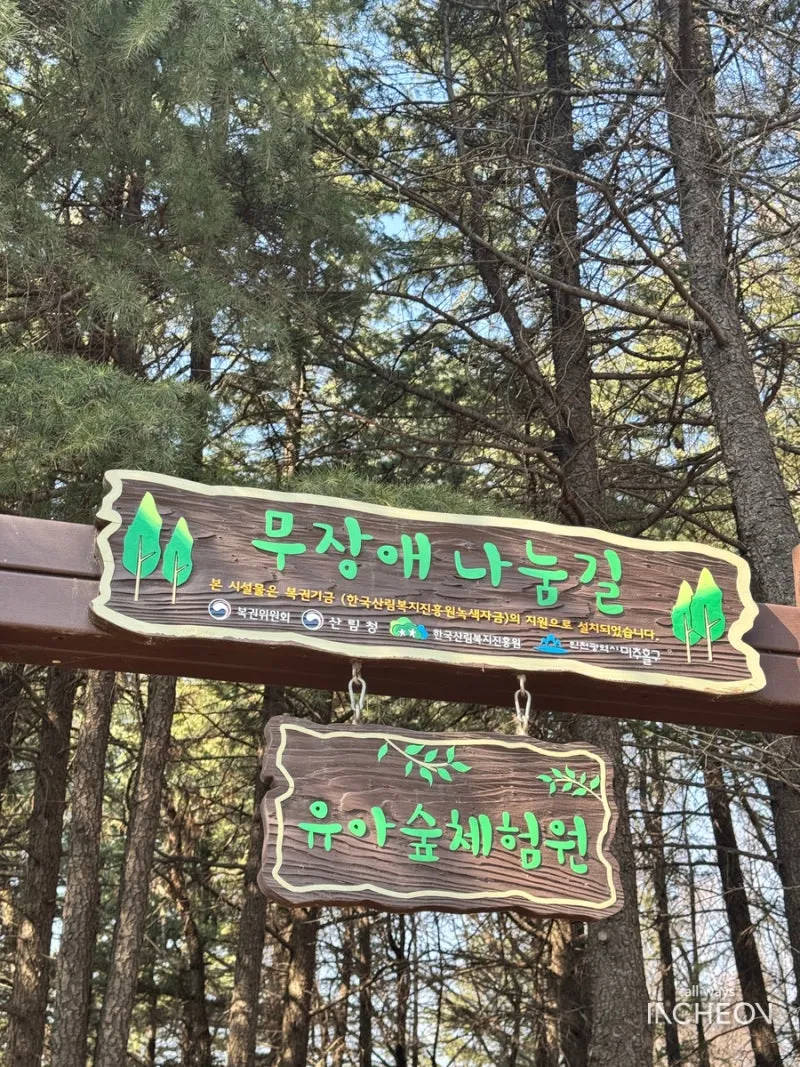 무장애 나눔길
본 시설물은 복권기금 (한국산림복지진흥원녹색자금)의 지원으로 설치되었습니다.
복권위원회 산림청 한국산림복지진흥원 인천광역시미추홀구
유아숲체험원
all ways
INCHEON